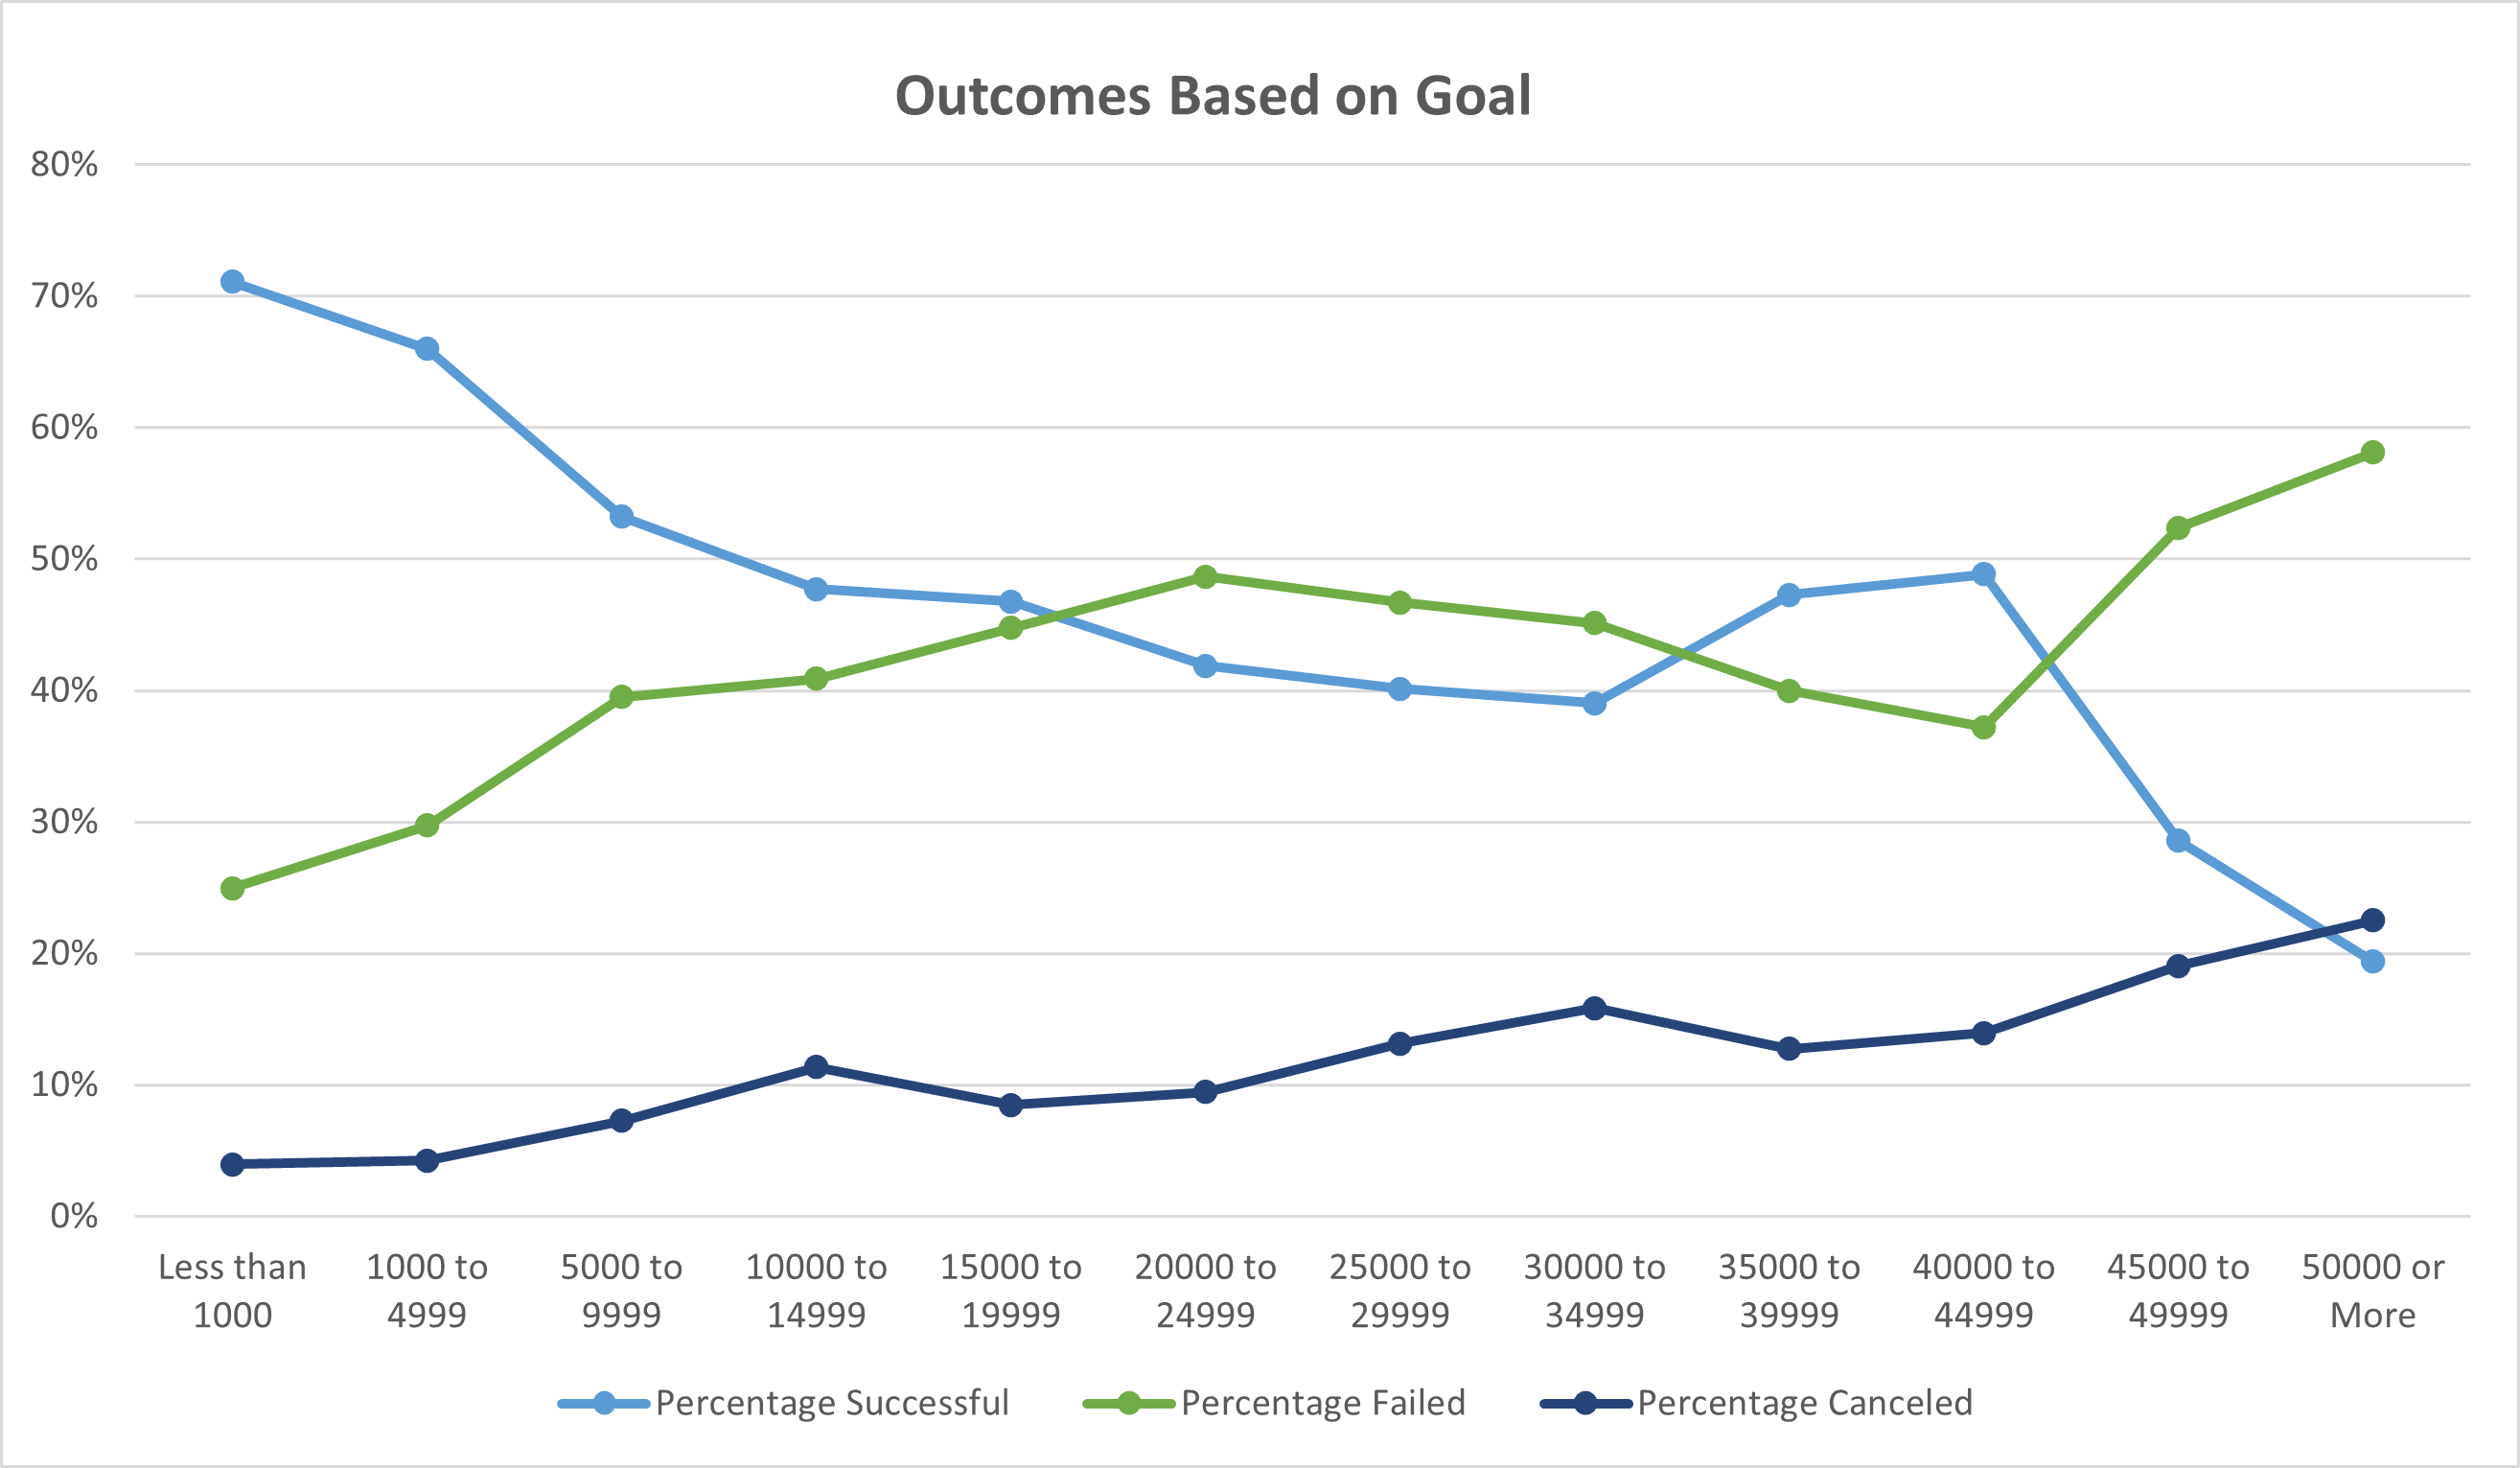 Outcomes Based on Goal
80%
70%
60%
50%
40%
30%
20%
10%
0%
Less than
1000
1000 to
4999
5000 to
9999
10000 to
14999
15000 to
19999
20000 to
24999
25000 to
29999
30000 to
34999
35000 to
39999
40000 to
44999
45000 to
49999
50000 or
More
Percentage Successful
Percentage Failed
Percentage Canceled